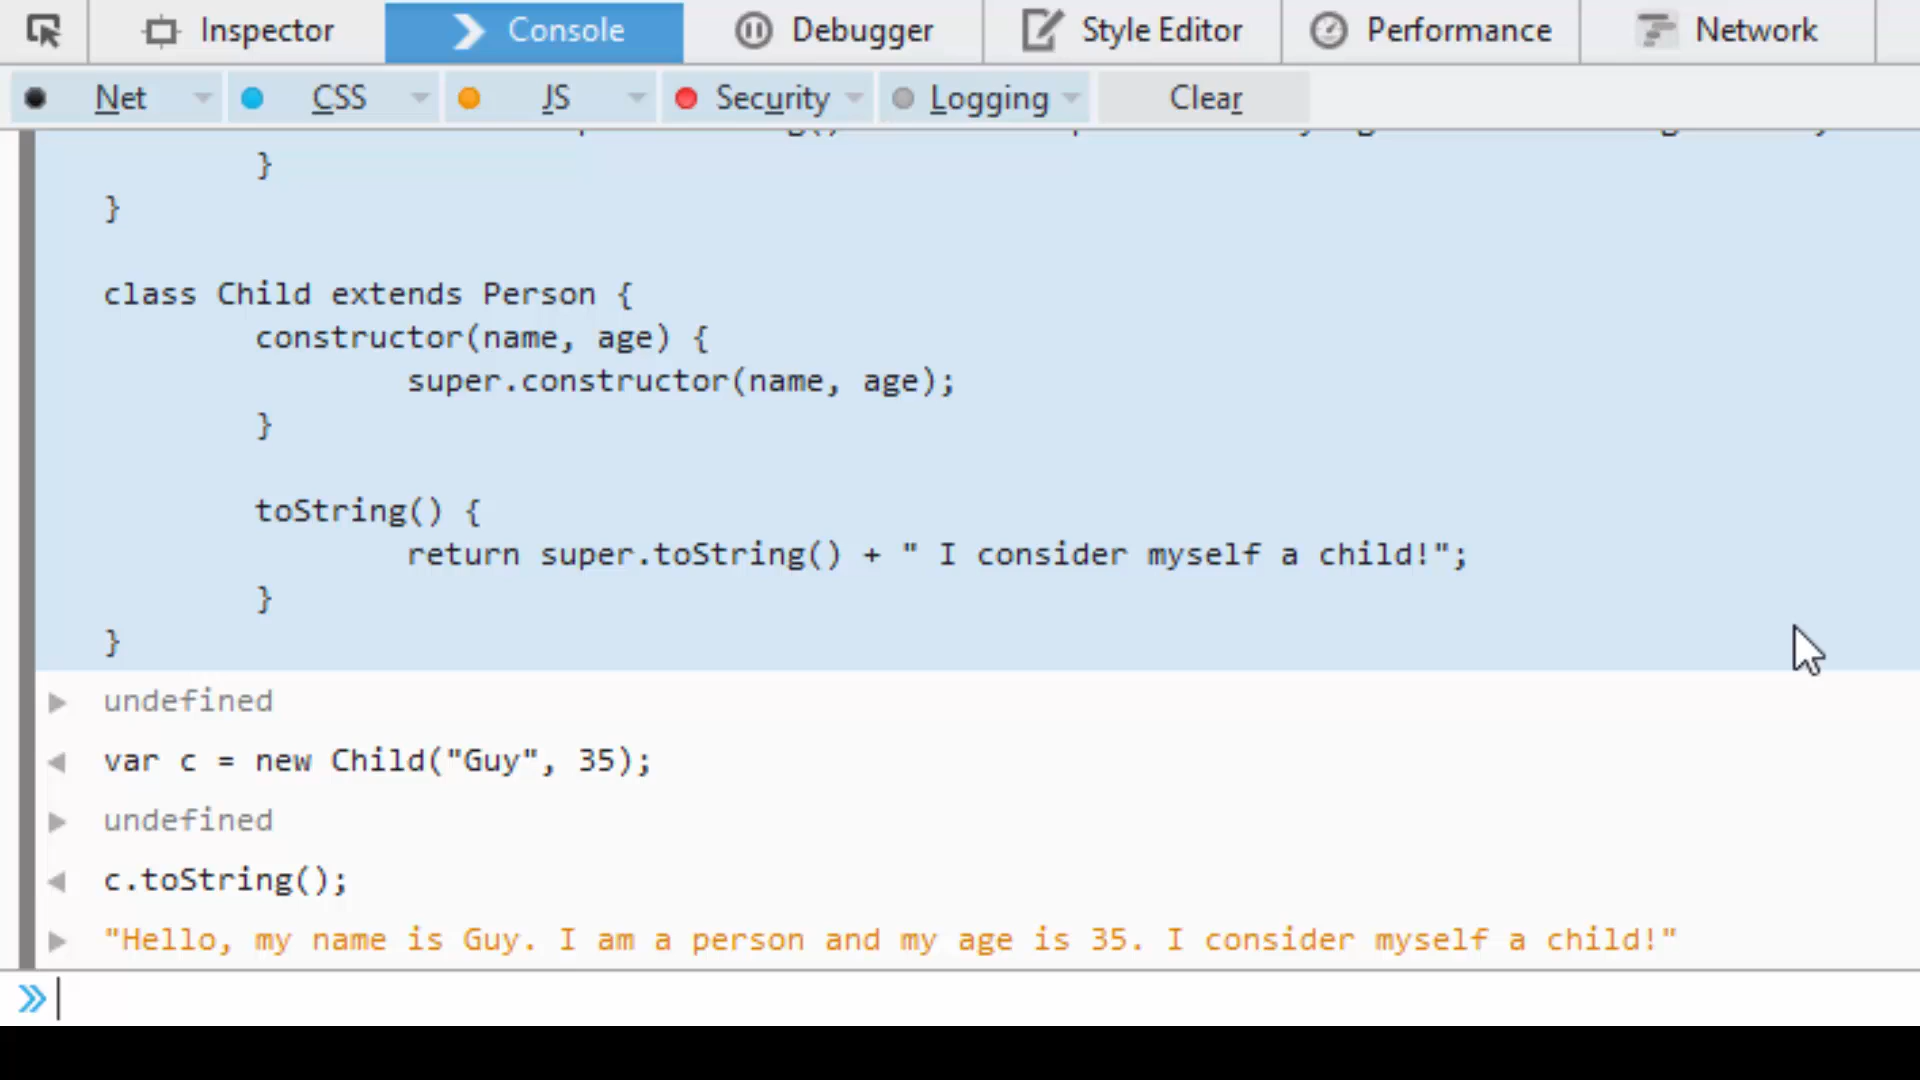 Inspector Console Debugger Style Editor Performance Network
Net CSS JS Security Logging Clear
}
}
class Child extends Person {
constructor(name, age) {
super.constructor(name, age);
}
toString() {
return super.toString() + " I consider myself a child!";
}
}
undefined
var c = new Child("Guy", 35);
undefined
c.toString();
"Hello, my name is Guy. I am a person and my age is 35. I consider myself a child!"